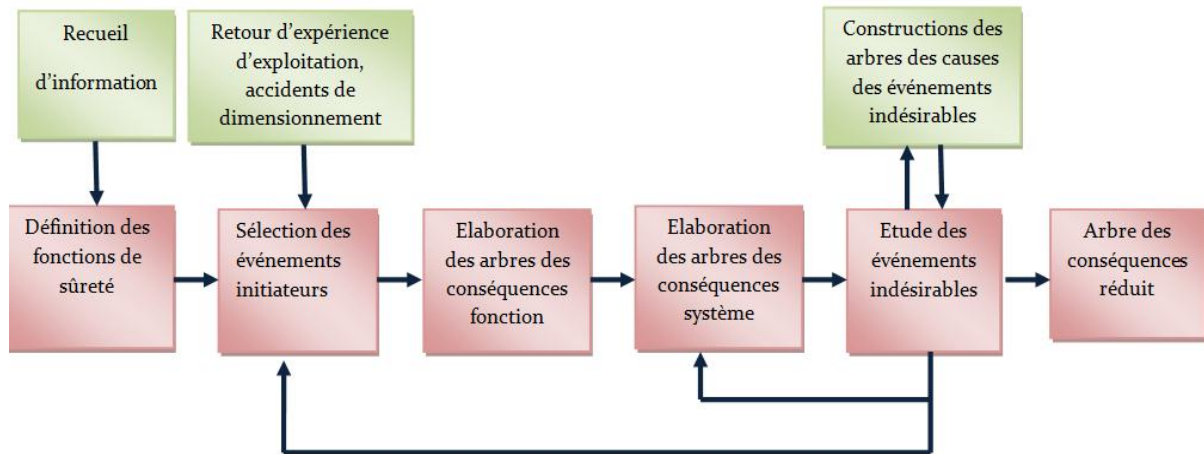 Recueil
d’information
Retour d’expérience
d’exploitation,
accidents de
dimensionnement
Constructions des
arbres des causes
des événements
indésirables
Définition des
fonctions de
sûreté
Sélection des
événements
initiateurs
Elaboration
des arbres des
conséquences
fonction
Elaboration
des arbres des
conséquences
système
Etude des
événements
indésirables
Arbre des
conséquences
réduit